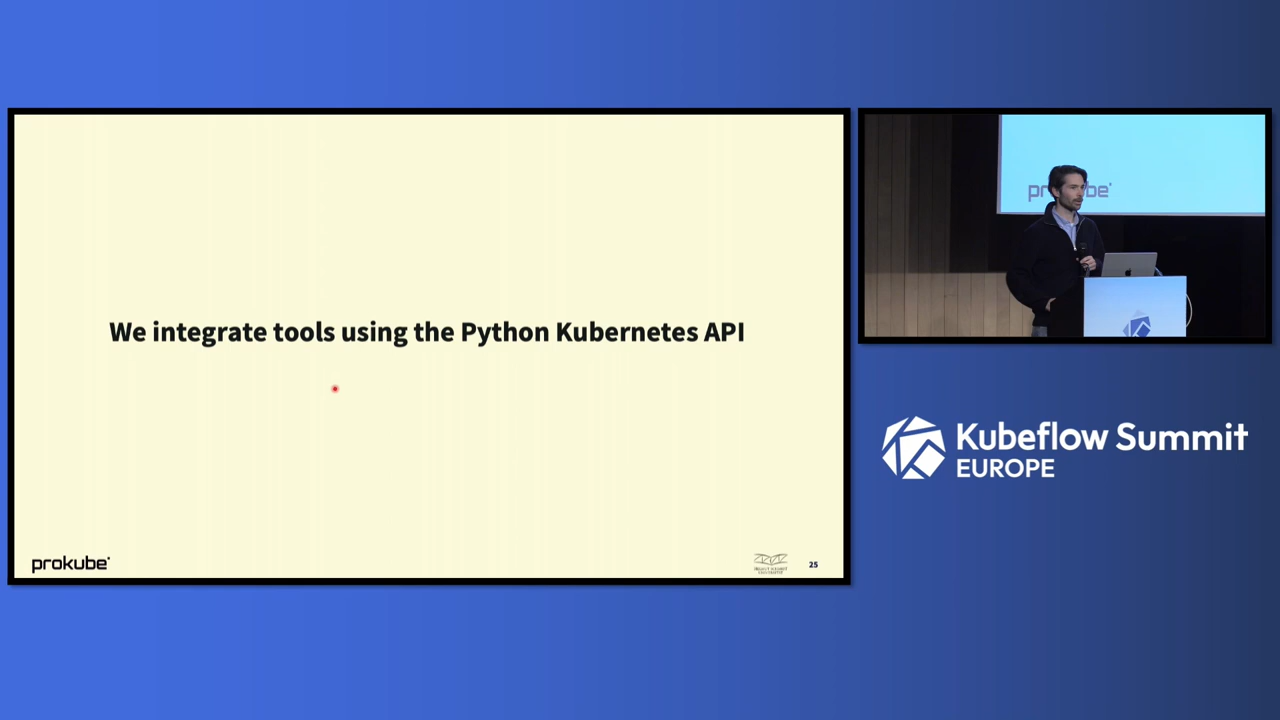 We integrate tools using the Python Kubernetes API
prokube
25
prokube
Kubeflow Summit
EUROPE